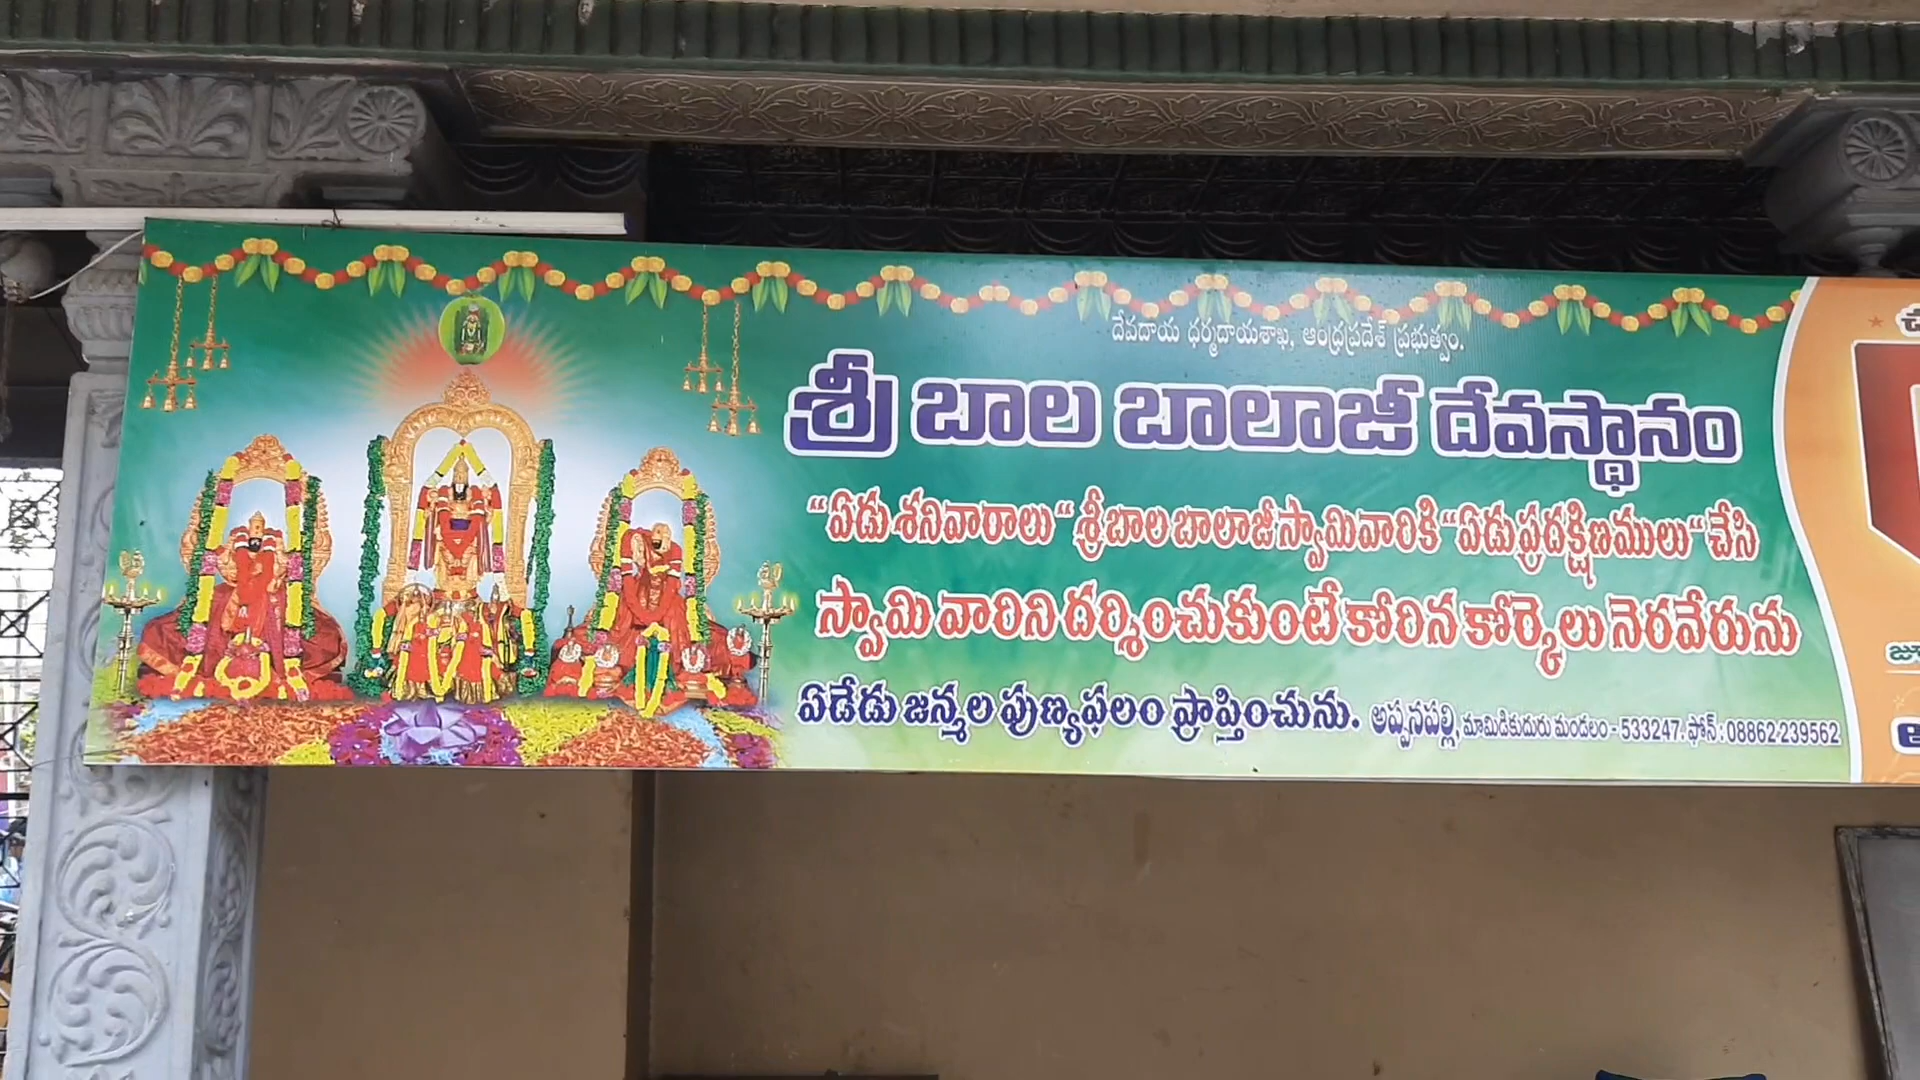 దేవదాయ ధర్మదాయశాఖ, ఆంధ్రప్రదేశ్ ప్రభుత్వం.
శ్రీ బాల బాలాజీ దేవస్థానం
“ఏడు శనివారాలు“ శ్రీ బాల బాలాజీ స్వామి వారికి “ఏడు ప్రదక్షిణములు“ చేసి
స్వామి వారిని దర్శించుకుంటే కోరిన కోర్కెలు నెరవేరును
ఏడేడు జన్మల పుణ్యఫలం ప్రాప్తించును. అప్పనపల్లి, మామిడికుదురు మండలం - 533247. ఫోన్ : 08862-239562